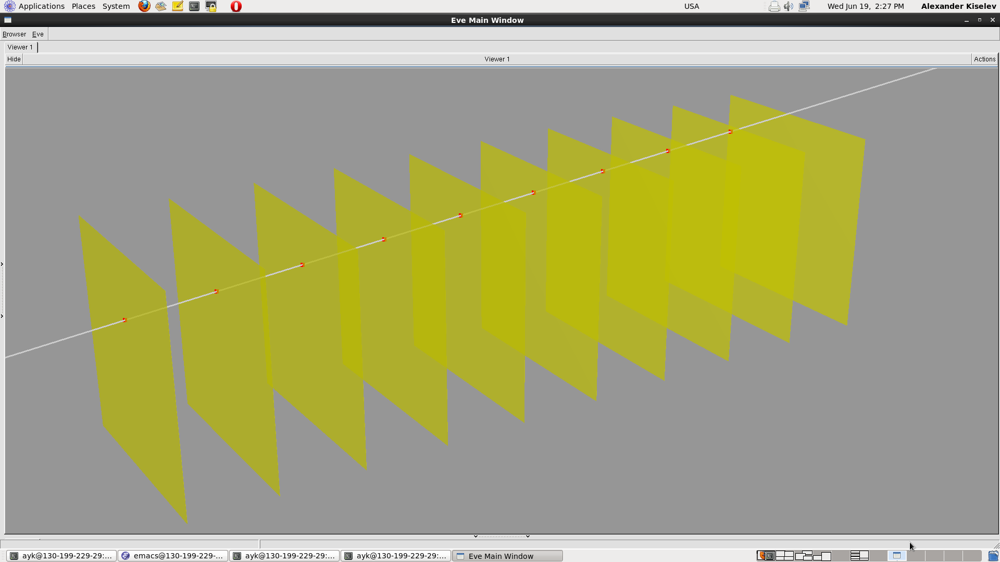 Applications Places System USA Wed Jun 19, 2:27 PM Alexander Kiselev
Eve Main Window
Browser Eve
Viewer 1
Hide Viewer 1 Actions
ayk@130-199-229-29:... emacs@130-199-229-... ayk@130-199-229-29:... ayk@130-199-229-29:... Eve Main Window